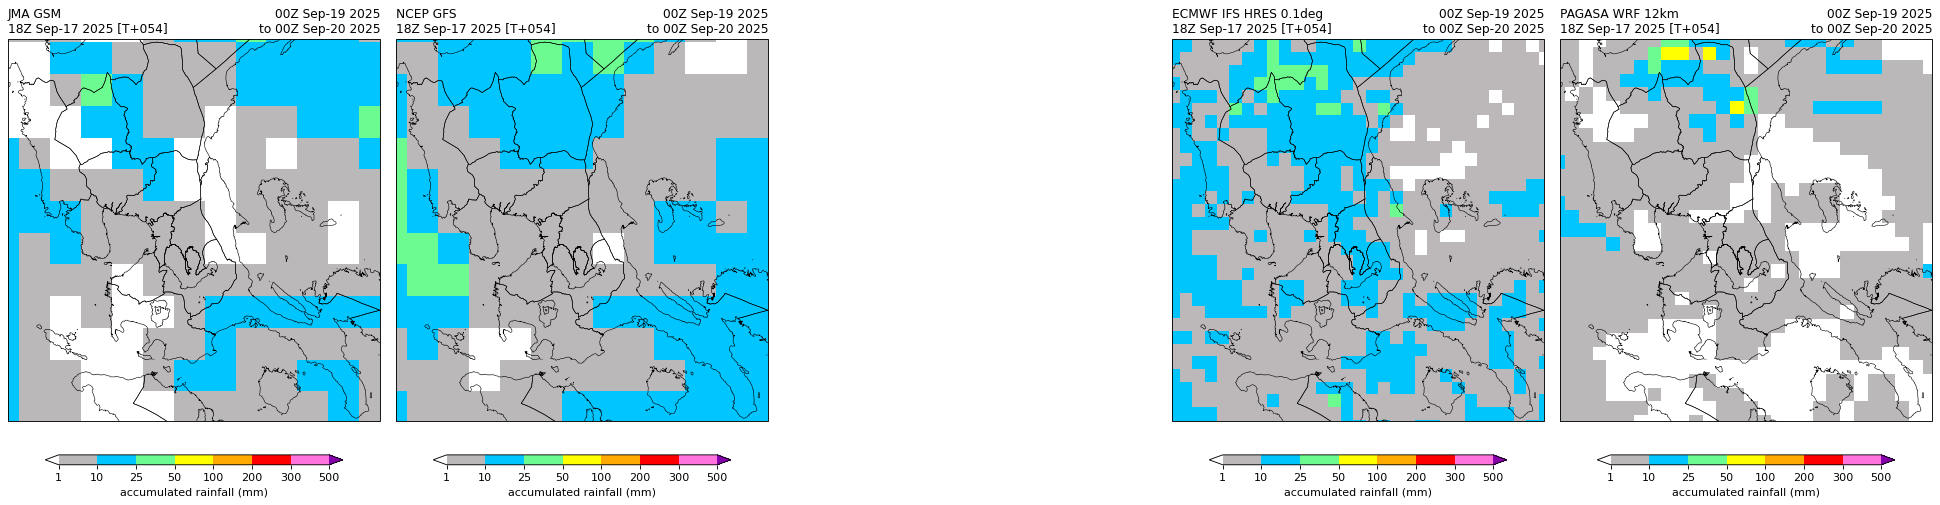 JMA GSM 00Z Sep-19 2025
18Z Sep-17 2025 [T+054] to 00Z Sep-20 2025
1 10 25 50 100 200 300 500
accumulated rainfall (mm)
NCEP GFS 00Z Sep-19 2025
18Z Sep-17 2025 [T+054] to 00Z Sep-20 2025
1 10 25 50 100 200 300 500
accumulated rainfall (mm)
ECMWF IFS HRES 0.1deg 00Z Sep-19 2025
18Z Sep-17 2025 [T+054] to 00Z Sep-20 2025
1 10 25 50 100 200 300 500
accumulated rainfall (mm)
PAGASA WRF 12km 00Z Sep-19 2025
18Z Sep-17 2025 [T+054] to 00Z Sep-20 2025
1 10 25 50 100 200 300 500
accumulated rainfall (mm)